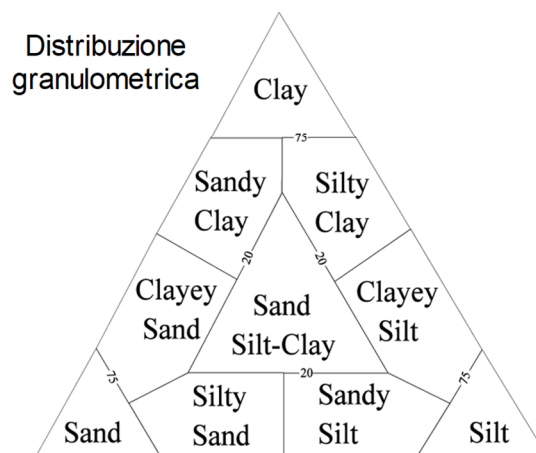 Distribuzione
granulometrica
Clay
75
Sandy
Clay
Silty
Clay
20
20
Clayey
Sand
Clayey
Silt
Sand
Silt-Clay
75
20
75
Silty
Sand
Sandy
Silt
Sand
Silt